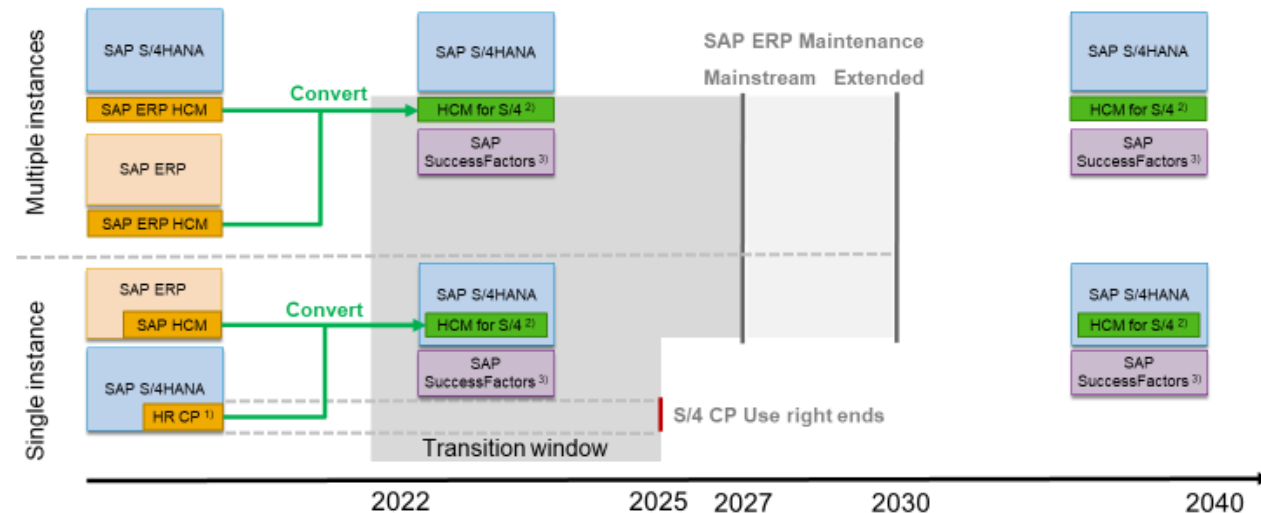 Multiple instances
SAP S/4HANA
SAP ERP HCM
SAP ERP
SAP ERP HCM
Convert
SAP S/4HANA
HCM for S/4 2)
SAP
SuccessFactors 3)
SAP ERP Maintenance
Mainstream Extended
SAP S/4HANA
HCM for S/4 2)
SAP
SuccessFactors 3)
Single instance
SAP ERP
SAP HCM
SAP S/4HANA
HR CP 1)
Convert
SAP S/4HANA
HCM for S/4 2)
SAP
SuccessFactors 3)
S/4 CP Use right ends
Transition window
SAP S/4HANA
HCM for S/4 2)
SAP
SuccessFactors 3)
2022 2025 2027 2030 2040